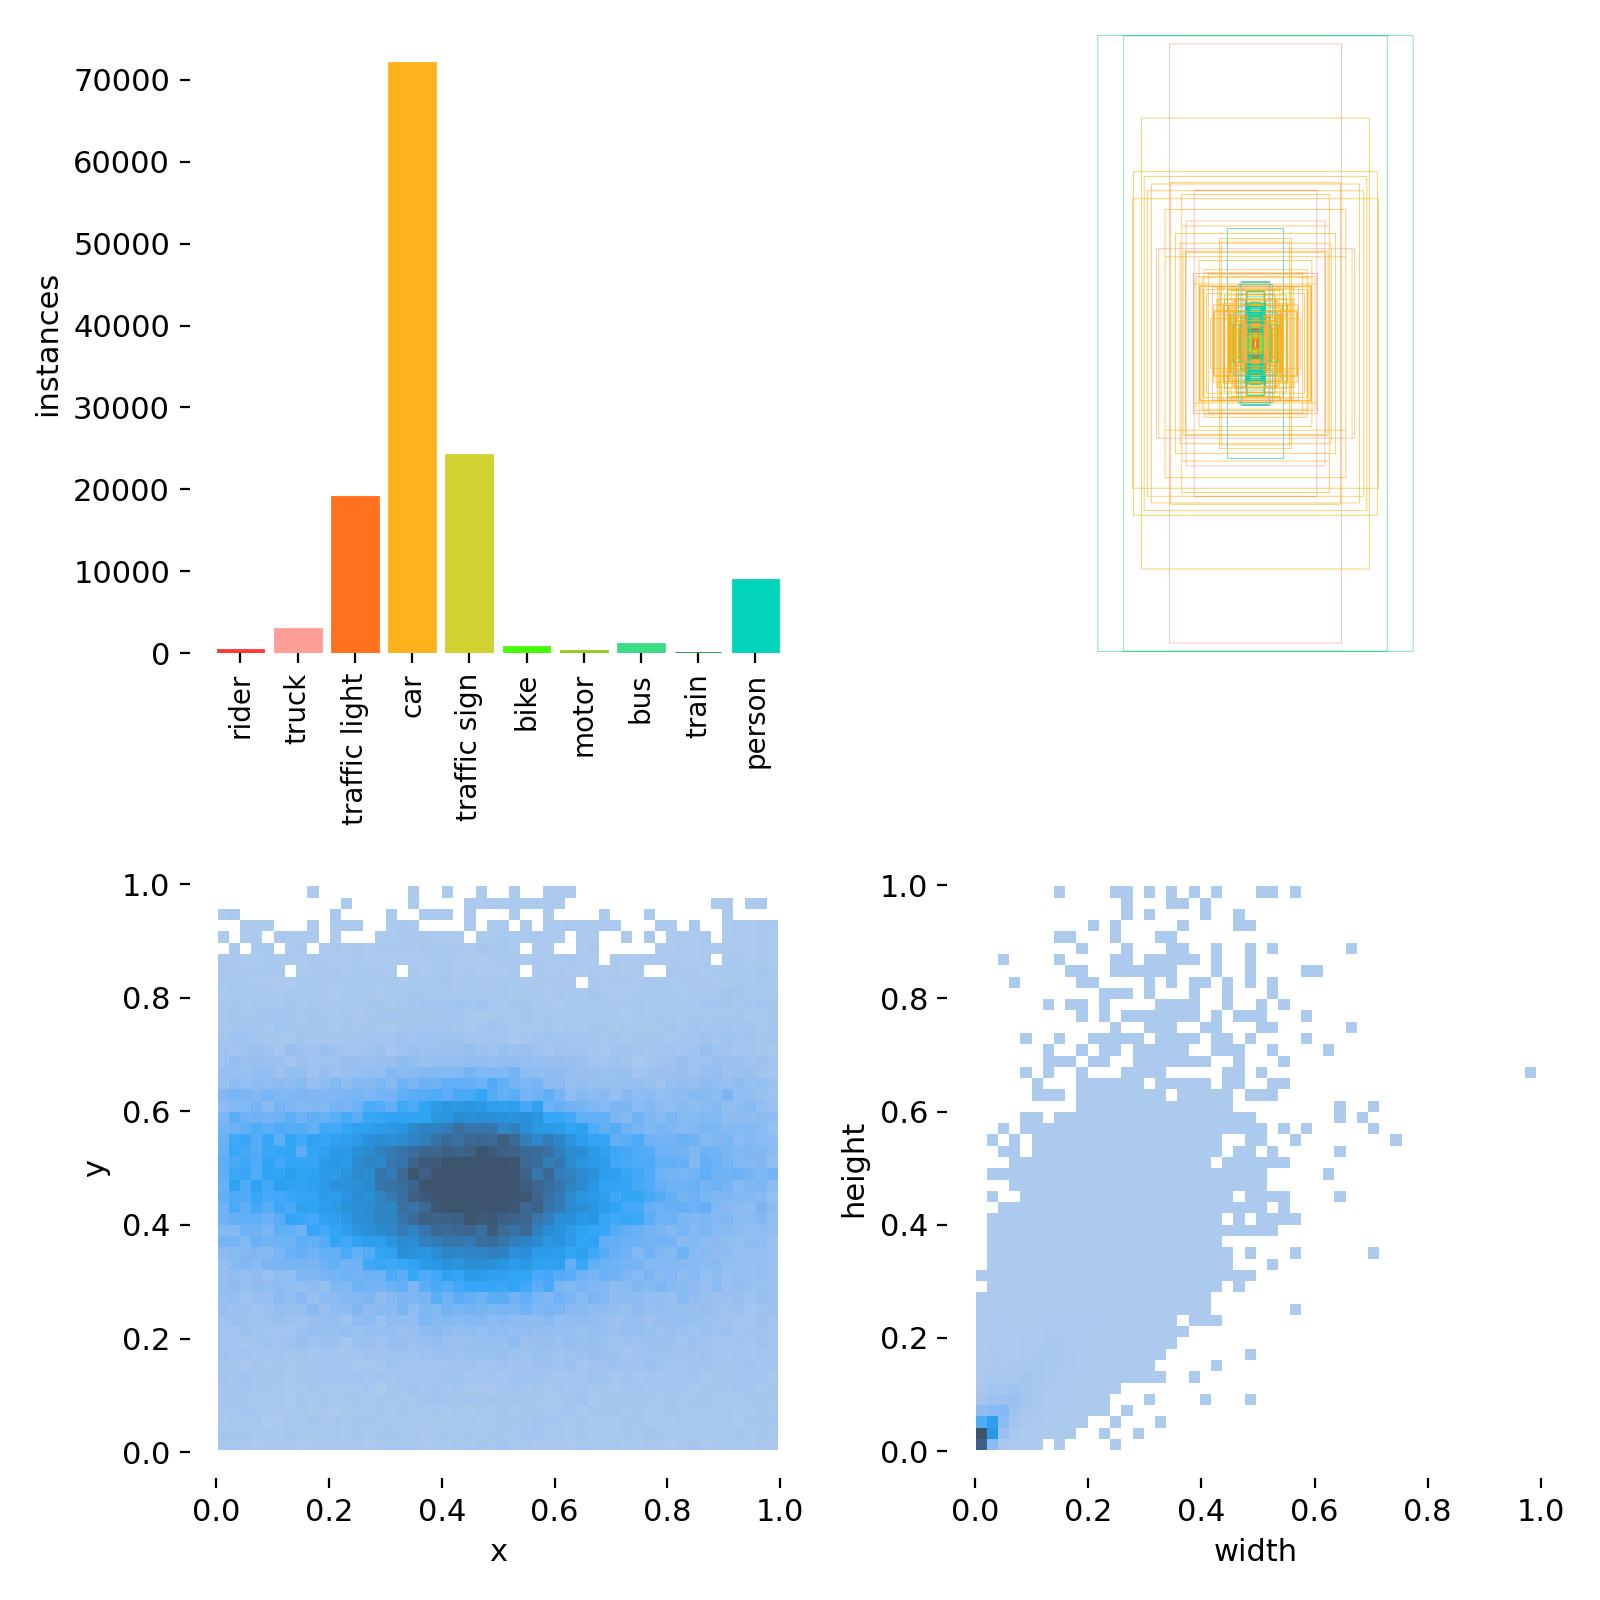 70000
60000
50000
40000
30000
20000
10000
0
instances
rider
truck
traffic light
car
traffic sign
bike
motor
bus
train
person
1.0
0.8
0.6
0.4
0.2
0.0
y
0.0 0.2 0.4 0.6 0.8 1.0
x
1.0
0.8
0.6
0.4
0.2
0.0
height
0.0 0.2 0.4 0.6 0.8 1.0
width